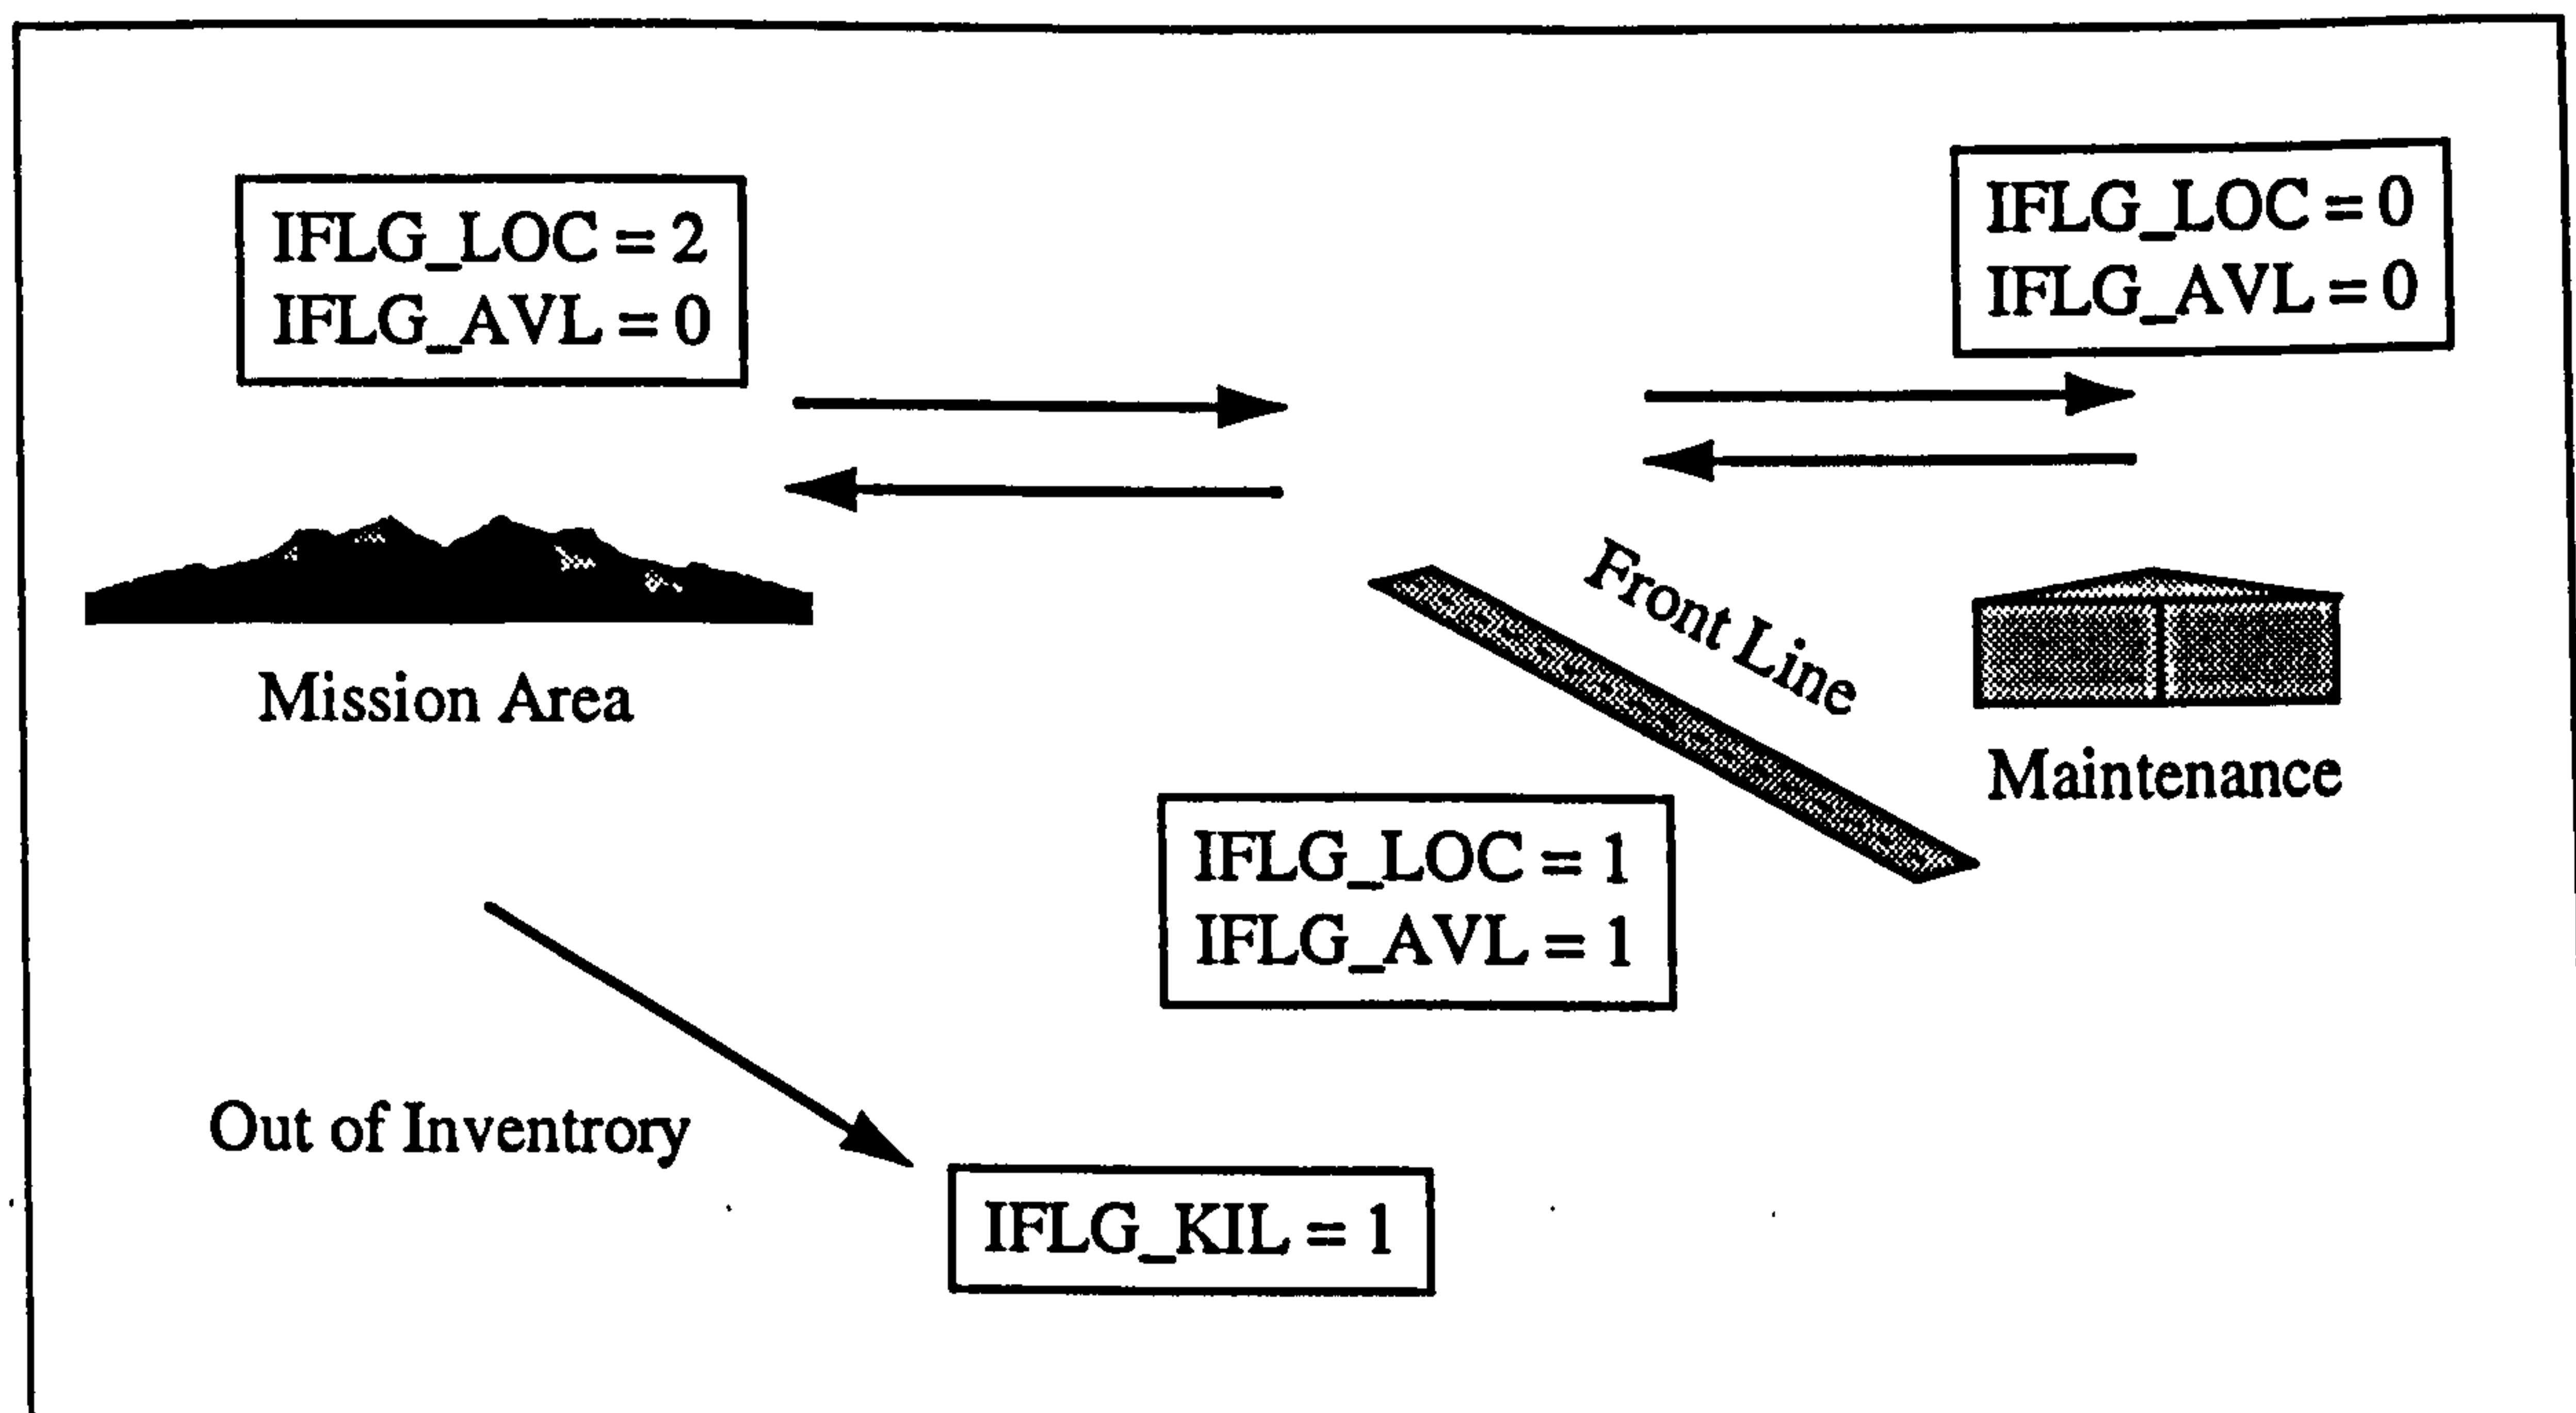 IFLG_LOC = 2
IFLG_AVL = 0
IFLG_LOC = 0
IFLG_AVL = 0
Front Line
Mission Area
Maintenance
IFLG_LOC = 1
IFLG_AVL = 1
Out of Inventrory
IFLG_KIL = 1